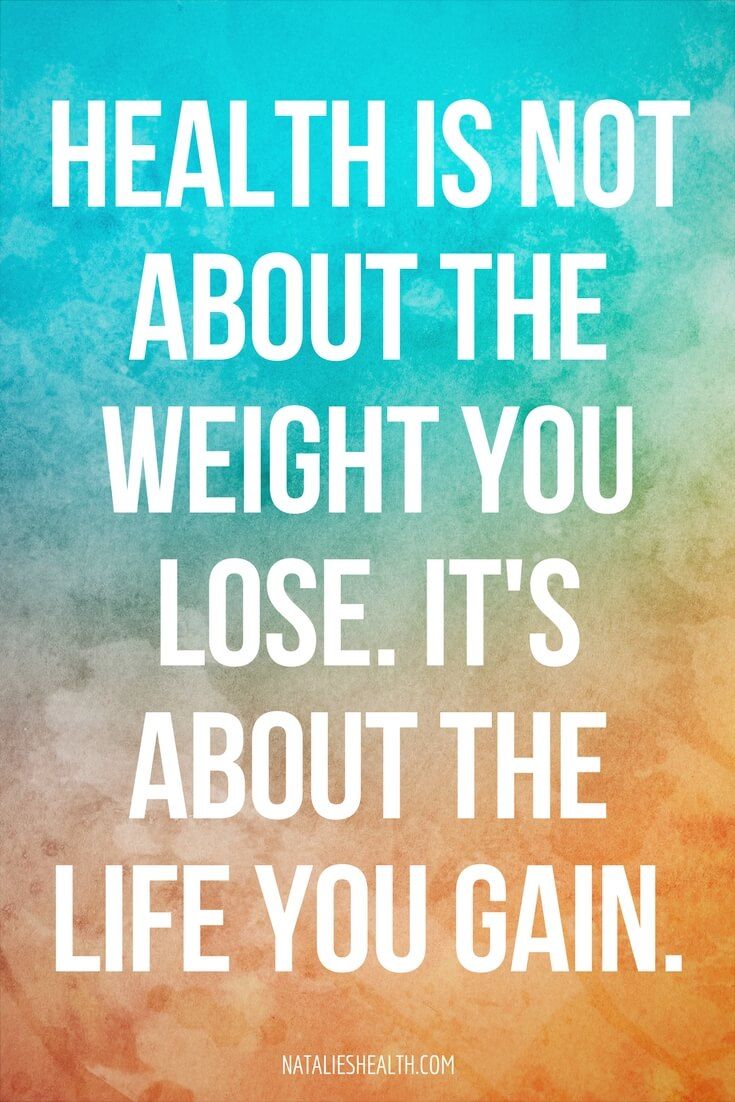 HEALTH IS NOT
ABOUT THE
WEIGHT YOU
LOSE. IT'S
ABOUT THE
LIFE YOU GAIN.
NATALIESHEALTH.COM